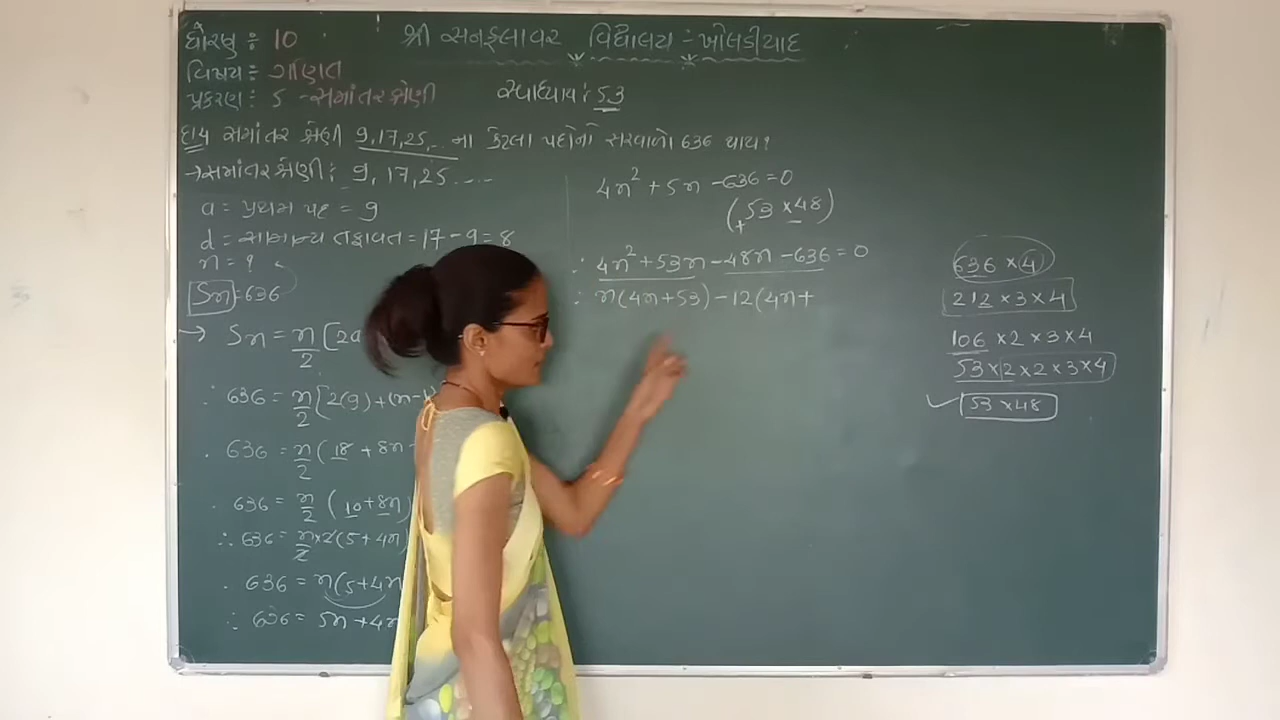 ધોરણ : 10
શ્રી સનફ્લાવર વિદ્યાલય - ખોલડીયાદ
વિષય : ગણિત
પ્રકરણ : 5 - સમાંતર શ્રેણી
સ્વાધ્યાય : 5.3
દા.4 સમાંતર શ્રેણી 9,17,25,... ના કેટલા પદોનો સરવાળો 636 થાય?
→ સમાંતર શ્રેણી : 9, 17, 25 ....
a = પ્રથમ પદ = 9
d = સામાન્ય તફાવત = 17 - 9 = 8
n = ?
Sn = 636
→ Sn = n/2 [2a
∴ 636 = n/2 [2(9) + (n-1)
∴ 636 = n/2 (18 + 8n -
∴ 636 = n/2 (10 + 8n)
∴ 636 = n/2 × 2 (5 + 4n)
∴ 636 = n(5 + 4n
∴ 636 = 5n + 4n
4n² + 5n - 636 = 0
(+53 × 48)
∴ 4n² + 53n - 48n - 636 = 0
∴ n(4n + 53) - 12(4n +
636 × 4
212 × 3 × 4
106 × 2 × 3 × 4
53 × 2 × 2 × 3 × 4
✓ 53 × 48